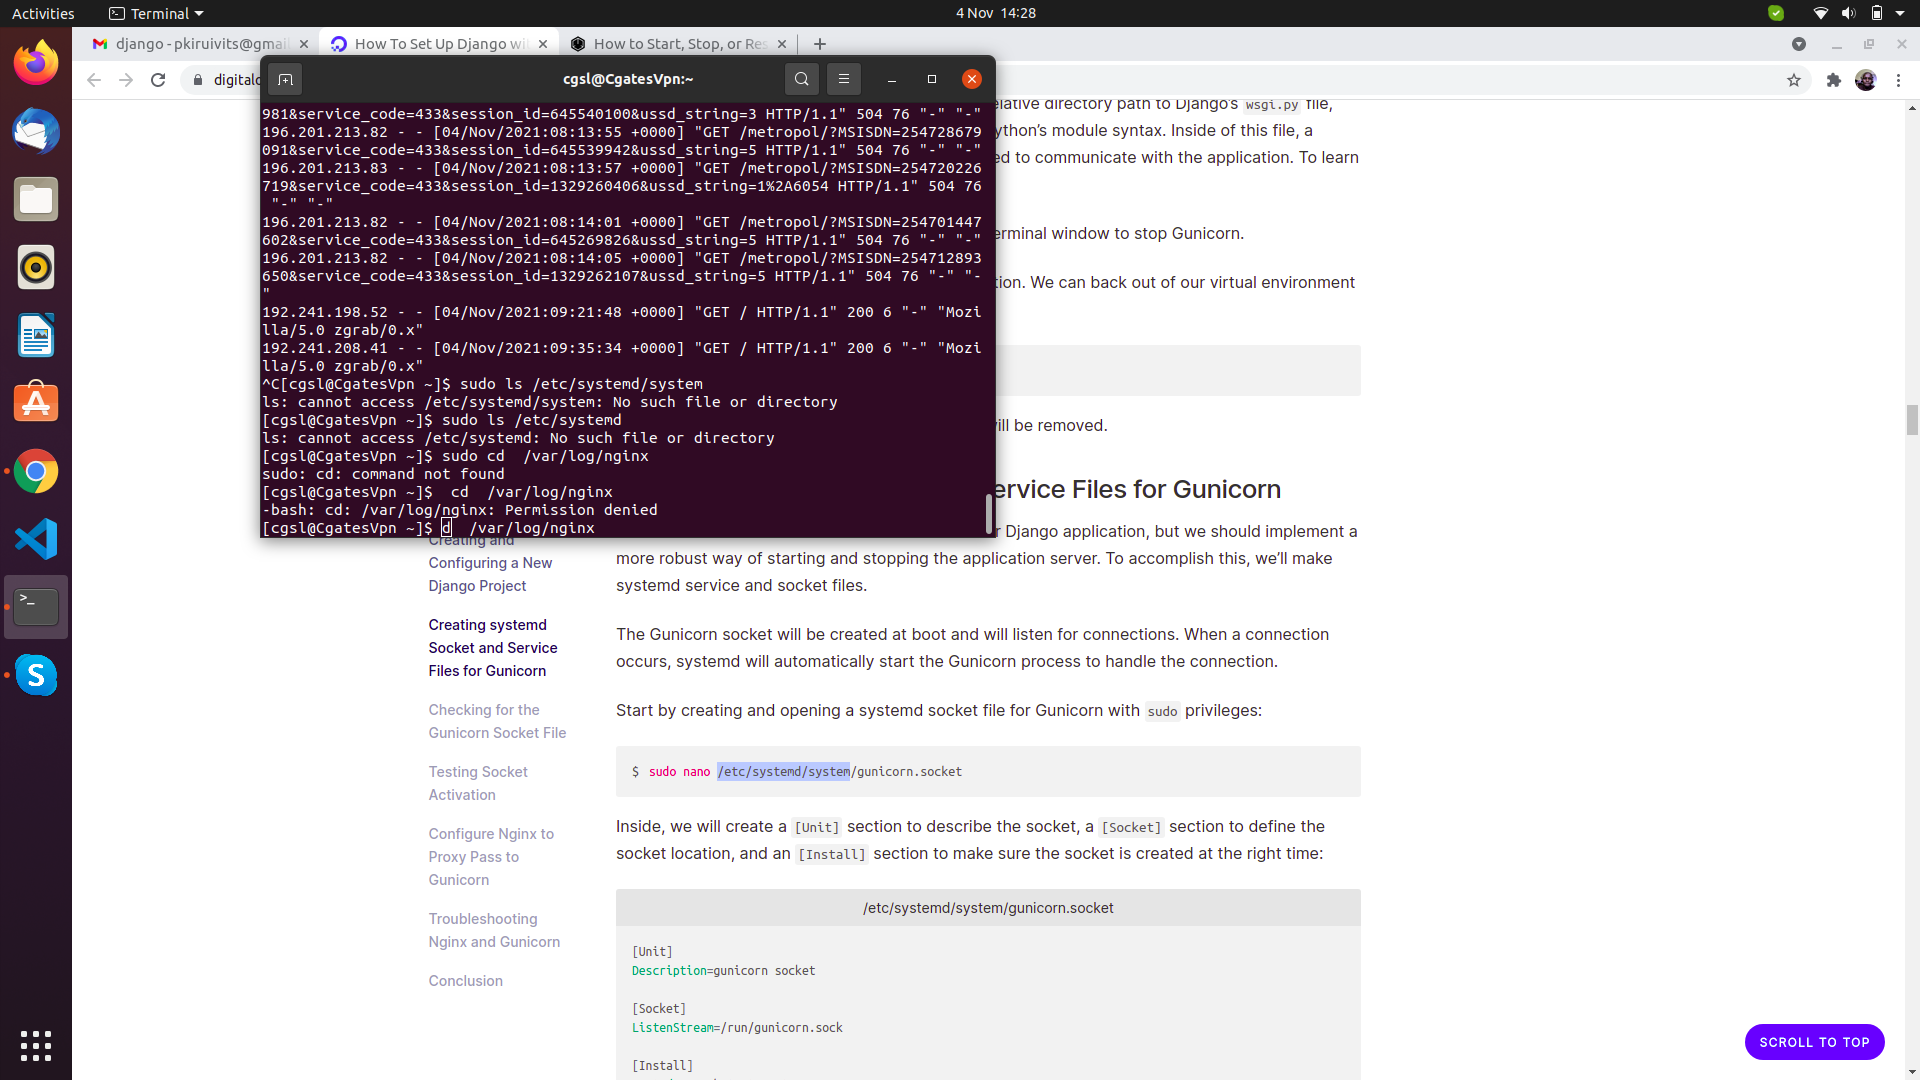 Activities
Terminal
4 Nov 14:28
django - pkiruivits@gmai
How To Set Up Django wi
How to Start, Stop, or Res
digitalo
cgsl@CgatesVpn:~
981&service_code=433&session_id=645540100&ussd_string=3 HTTP/1.1" 504 76 "-" "-"
196.201.213.82 - - [04/Nov/2021:08:13:55 +0000] "GET /metropol/?MSISDN=254728679
091&service_code=433&session_id=645539942&ussd_string=5 HTTP/1.1" 504 76 "-" "-"
196.201.213.83 - - [04/Nov/2021:08:13:57 +0000] "GET /metropol/?MSISDN=254720226
719&service_code=433&session_id=1329260406&ussd_string=1%2A6054 HTTP/1.1" 504 76
"-" "-"
196.201.213.82 - - [04/Nov/2021:08:14:01 +0000] "GET /metropol/?MSISDN=254701447
602&service_code=433&session_id=645269826&ussd_string=5 HTTP/1.1" 504 76 "-" "-"
196.201.213.82 - - [04/Nov/2021:08:14:05 +0000] "GET /metropol/?MSISDN=254712893
650&service_code=433&session_id=1329262107&ussd_string=5 HTTP/1.1" 504 76 "-" "-
"
192.241.198.52 - - [04/Nov/2021:09:21:48 +0000] "GET / HTTP/1.1" 200 6 "-" "Mozi
lla/5.0 zgrab/0.x"
192.241.208.41 - - [04/Nov/2021:09:35:34 +0000] "GET / HTTP/1.1" 200 6 "-" "Mozi
lla/5.0 zgrab/0.x"
^C[cgsl@CgatesVpn ~]$ sudo ls /etc/systemd/system
ls: cannot access /etc/systemd/system: No such file or directory
[cgsl@CgatesVpn ~]$ sudo ls /etc/systemd
ls: cannot access /etc/systemd: No such file or directory
[cgsl@CgatesVpn ~]$ sudo cd  /var/log/nginx
sudo: cd: command not found
[cgsl@CgatesVpn ~]$  cd  /var/log/nginx
-bash: cd: /var/log/nginx: Permission denied
[cgsl@CgatesVpn ~]$ d  /var/log/nginx
elative directory path to Django's wsgi.py file,
ython's module syntax. Inside of this file, a
ed to communicate with the application. To learn
erminal window to stop Gunicorn.
tion. We can back out of our virtual environment
ill be removed.
ervice Files for Gunicorn
r Django application, but we should implement a
more robust way of starting and stopping the application server. To accomplish this, we'll make
systemd service and socket files.
The Gunicorn socket will be created at boot and will listen for connections. When a connection
occurs, systemd will automatically start the Gunicorn process to handle the connection.
Start by creating and opening a systemd socket file for Gunicorn with sudo privileges:
$ sudo nano /etc/systemd/system/gunicorn.socket
Inside, we will create a [Unit] section to describe the socket, a [Socket] section to define the
socket location, and an [Install] section to make sure the socket is created at the right time:
/etc/systemd/system/gunicorn.socket
[Unit]
Description=gunicorn socket
[Socket]
ListenStream=/run/gunicorn.sock
[Install]
Creating and
Configuring a New
Django Project
Creating systemd
Socket and Service
Files for Gunicorn
Checking for the
Gunicorn Socket File
Testing Socket
Activation
Configure Nginx to
Proxy Pass to
Gunicorn
Troubleshooting
Nginx and Gunicorn
Conclusion
SCROLL TO TOP